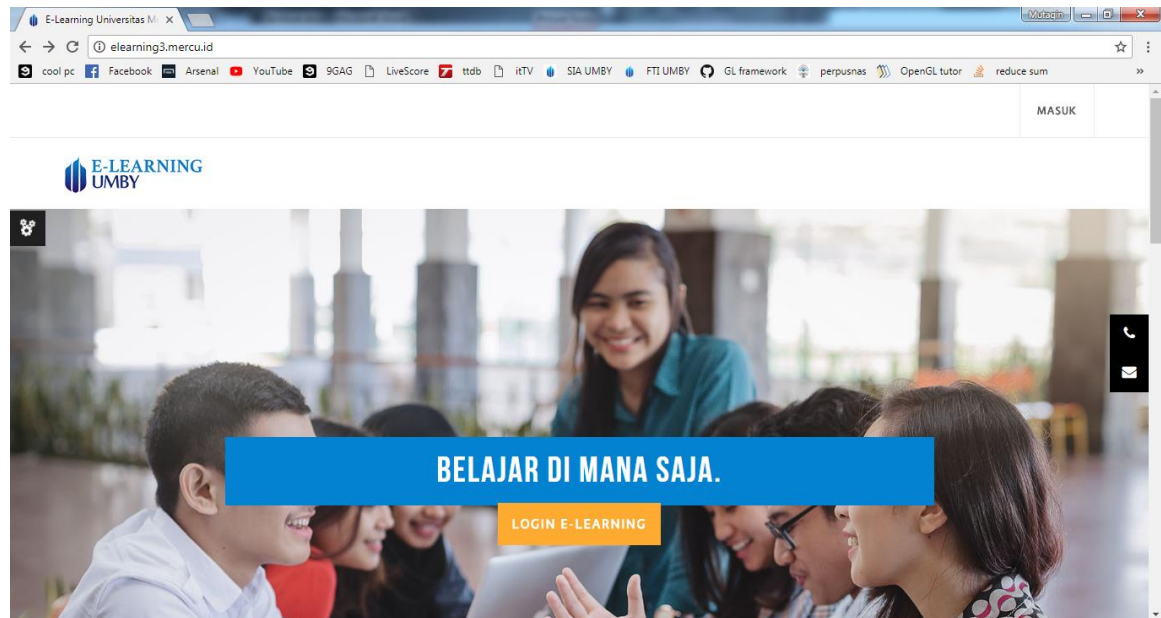 E-Learning Universitas M
Mutaqin
elearning3.mercu.id
cool pc Facebook Arsenal YouTube 9GAG LiveScore ttdb itTV SIA UMBY FTI UMBY GL framework perpusnas OpenGL tutor reduce sum »
MASUK
E-LEARNING
UMBY
BELAJAR DI MANA SAJA.
LOGIN E-LEARNING